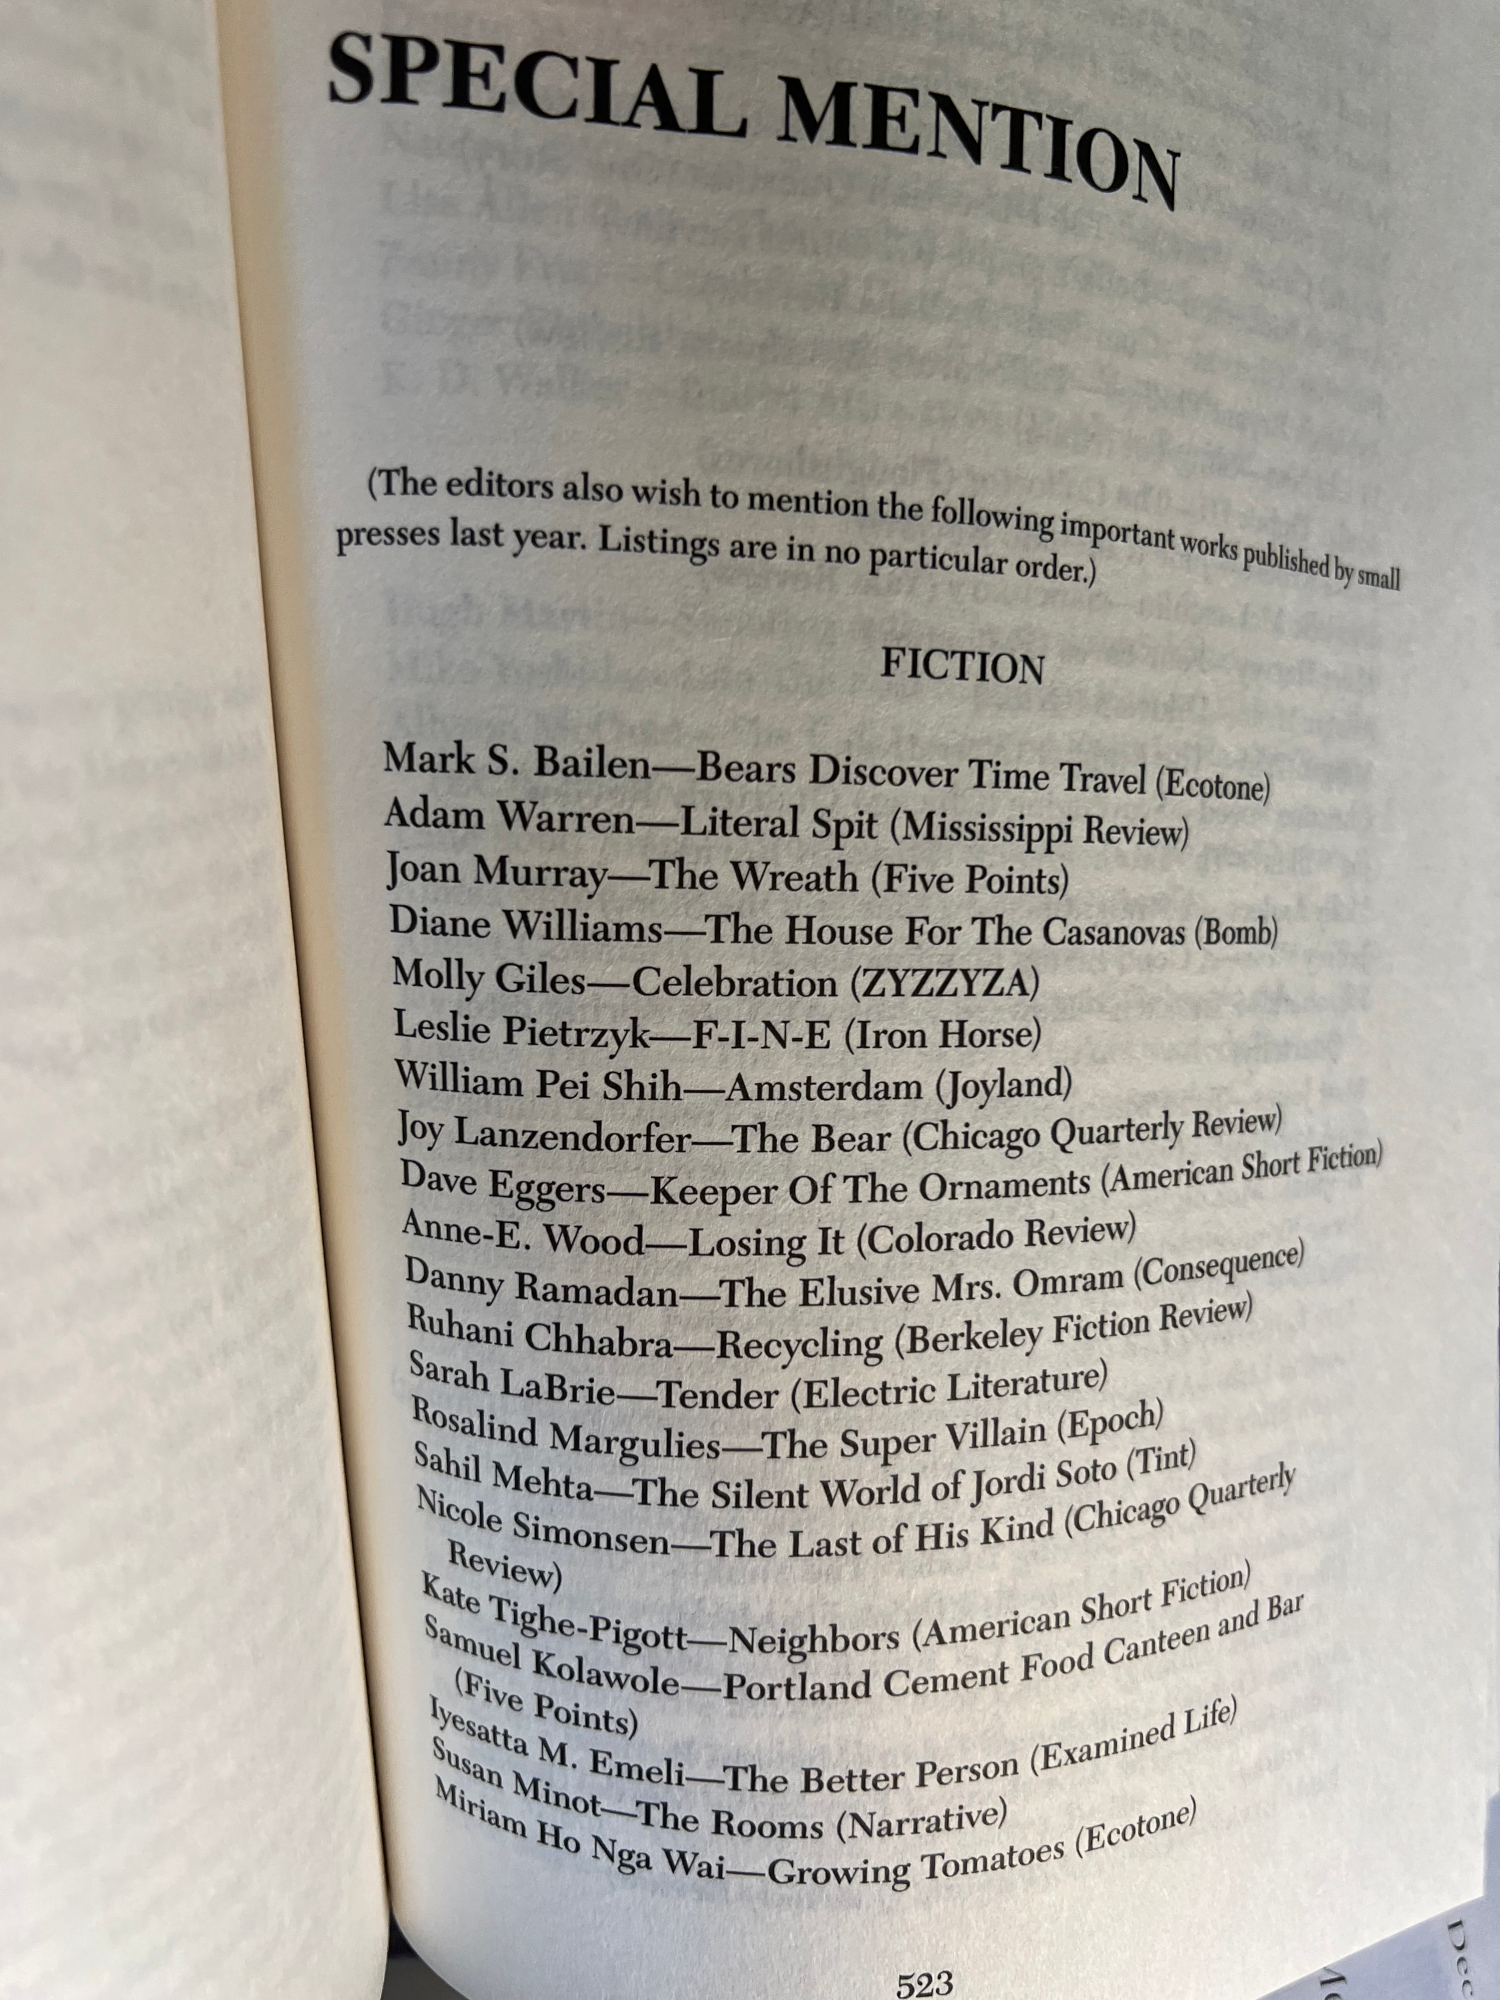 SPECIAL MENTION
(The editors also wish to mention the following important works published by small
presses last year. Listings are in no particular order.)
FICTION
Mark S. Bailen—Bears Discover Time Travel (Ecotone)
Adam Warren—Literal Spit (Mississippi Review)
Joan Murray—The Wreath (Five Points)
Diane Williams—The House For The Casanovas (Bomb)
Molly Giles—Celebration (ZYZZYZA)
Leslie Pietrzyk—F-I-N-E (Iron Horse)
William Pei Shih—Amsterdam (Joyland)
Joy Lanzendorfer—The Bear (Chicago Quarterly Review)
Dave Eggers—Keeper Of The Ornaments (American Short Fiction)
Anne-E. Wood—Losing It (Colorado Review)
Danny Ramadan—The Elusive Mrs. Omram (Consequence)
Ruhani Chhabra—Recycling (Berkeley Fiction Review)
Sarah LaBrie—Tender (Electric Literature)
Rosalind Margulies—The Super Villain (Epoch)
Sahil Mehta—The Silent World of Jordi Soto (Tint)
Nicole Simonsen—The Last of His Kind (Chicago Quarterly
Review)
Kate Tighe-Pigott—Neighbors (American Short Fiction)
Samuel Kolawole—Portland Cement Food Canteen and Bar
(Five Points)
Iyesatta M. Emeli—The Better Person (Examined Life)
Susan Minot—The Rooms (Narrative)
Miriam Ho Nga Wai—Growing Tomatoes (Ecotone)
523